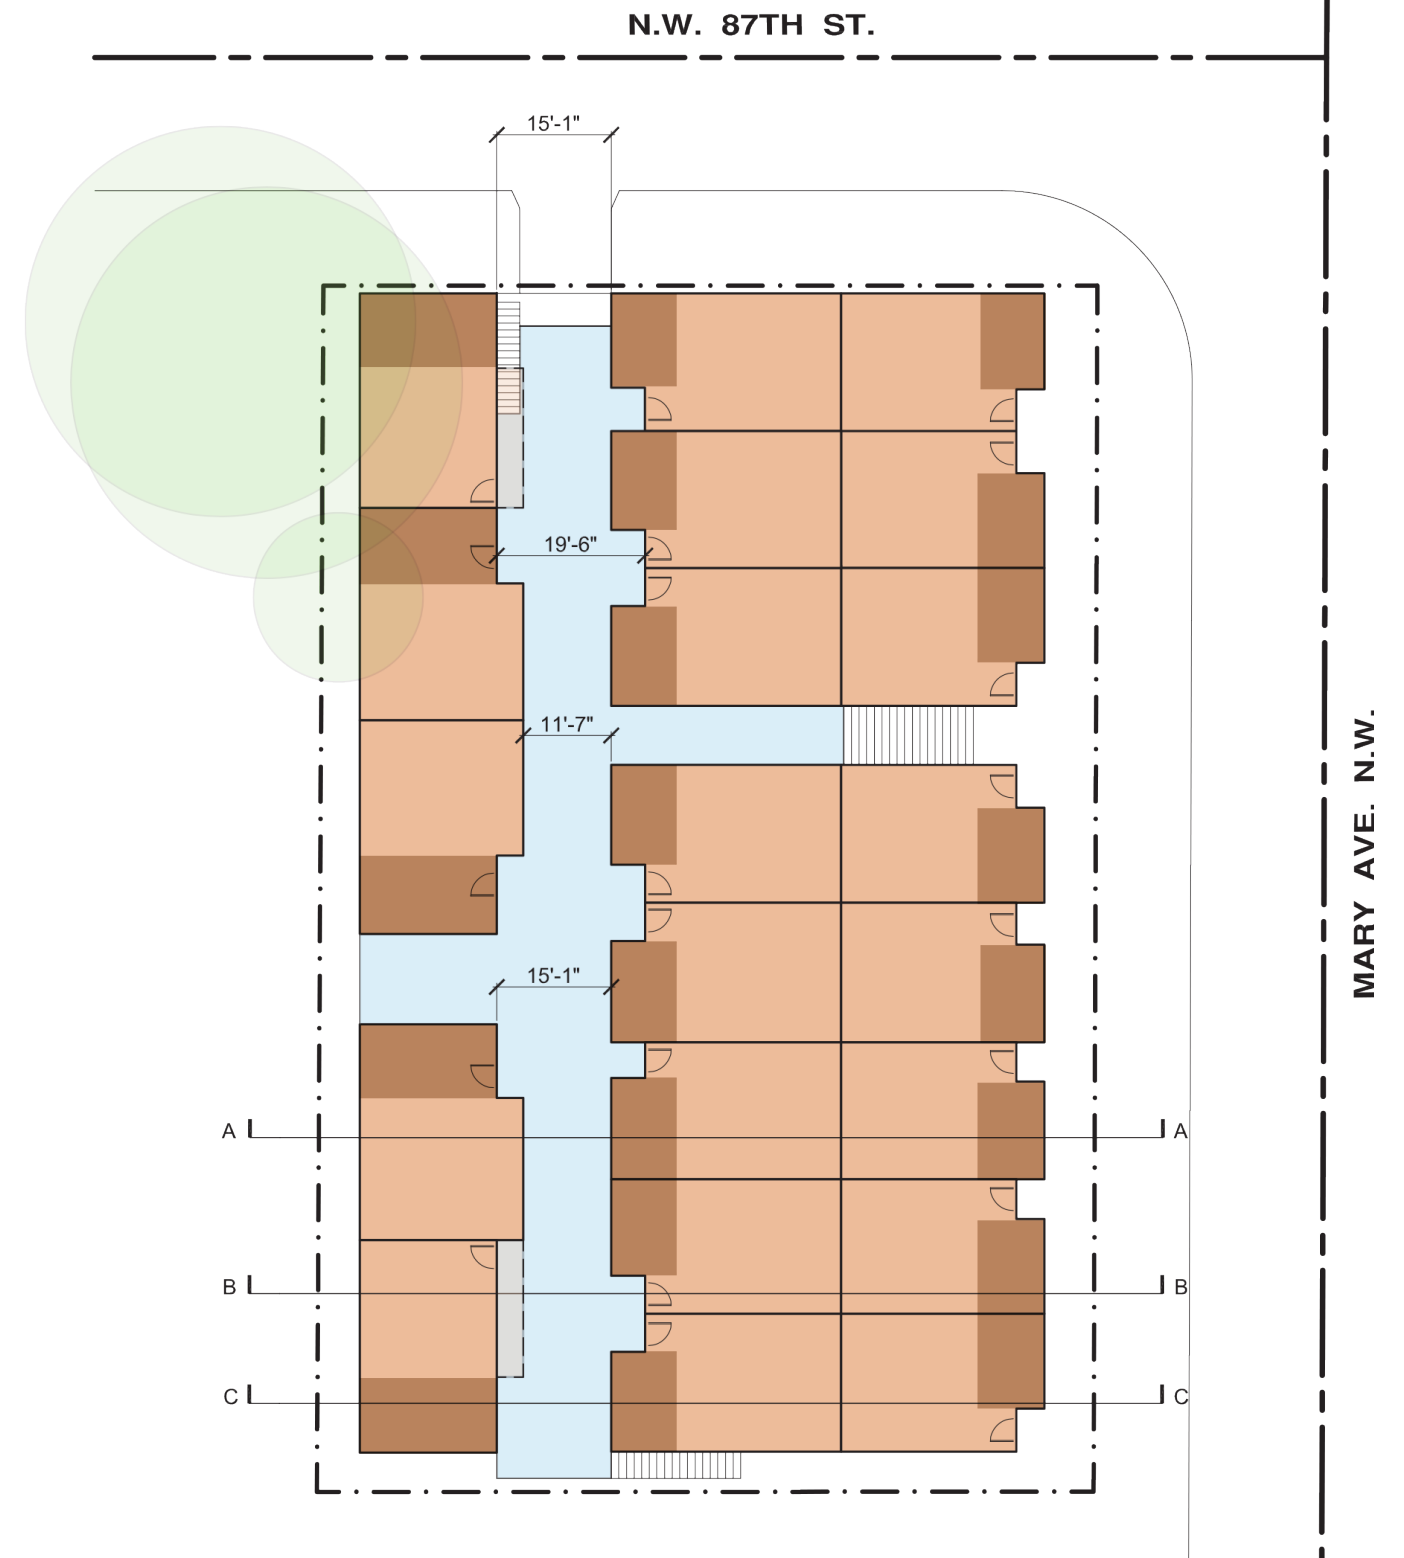 N.W. 87TH ST.
15'-1"
19'-6"
11'-7"
MARY AVE. N.W.
15'-1"
A A
B B
C C